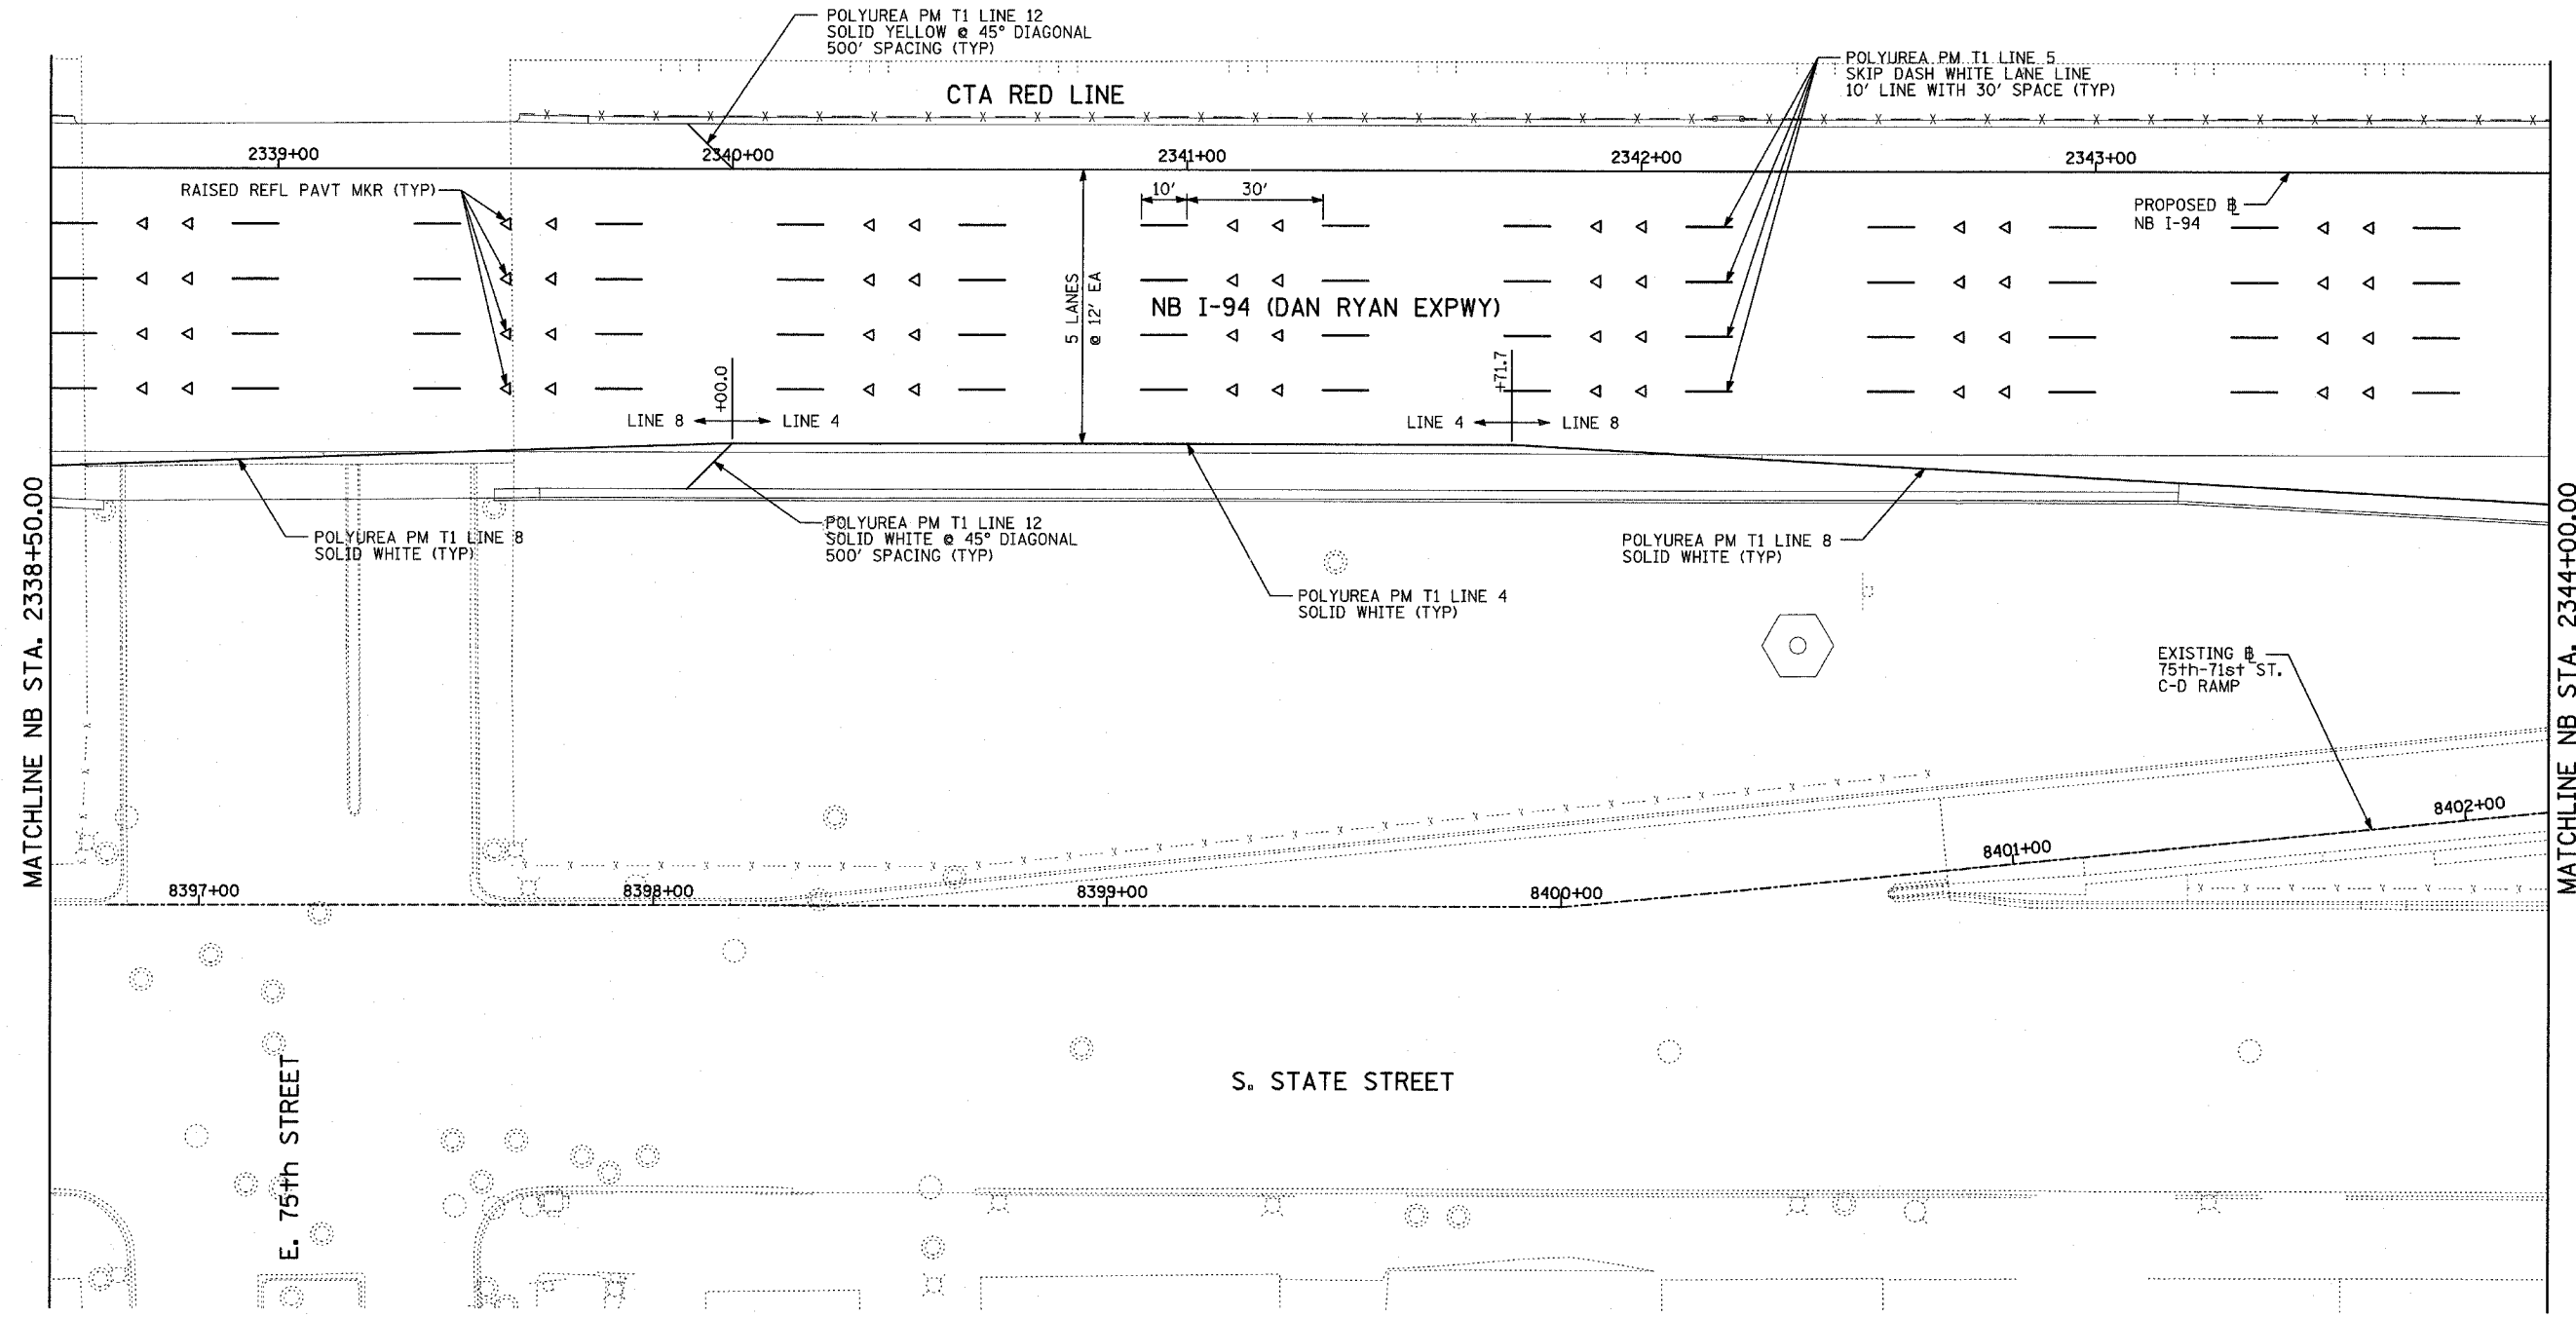 POLYUREA PM T1 LINE 12
SOLID YELLOW @ 45° DIAGONAL
500' SPACING (TYP)
POLYUREA PM T1 LINE 5
SKIP DASH WHITE LANE LINE
10' LINE WITH 30' SPACE (TYP)
CTA RED LINE
2339+00
2340+00
2341+00
2342+00
2343+00
RAISED REFL PAVT MKR (TYP)
10'
30'
PROPOSED ℄
NB I-94
5 LANES
@ 12' EA
NB I-94 (DAN RYAN EXPWY)
+00.0
+71.7
LINE 8
LINE 4
LINE 4
LINE 8
POLYUREA PM T1 LINE 8
SOLID WHITE (TYP)
POLYUREA PM T1 LINE 12
SOLID WHITE @ 45° DIAGONAL
500' SPACING (TYP)
POLYUREA PM T1 LINE 4
SOLID WHITE (TYP)
POLYUREA PM T1 LINE 8
SOLID WHITE (TYP)
MATCHLINE NB STA. 2338+50.00
MATCHLINE NB STA. 2344+00.00
EXISTING ℄
75th-71st ST.
C-D RAMP
8397+00
8398+00
8399+00
8400+00
8401+00
8402+00
E. 75th STREET
S. STATE STREET